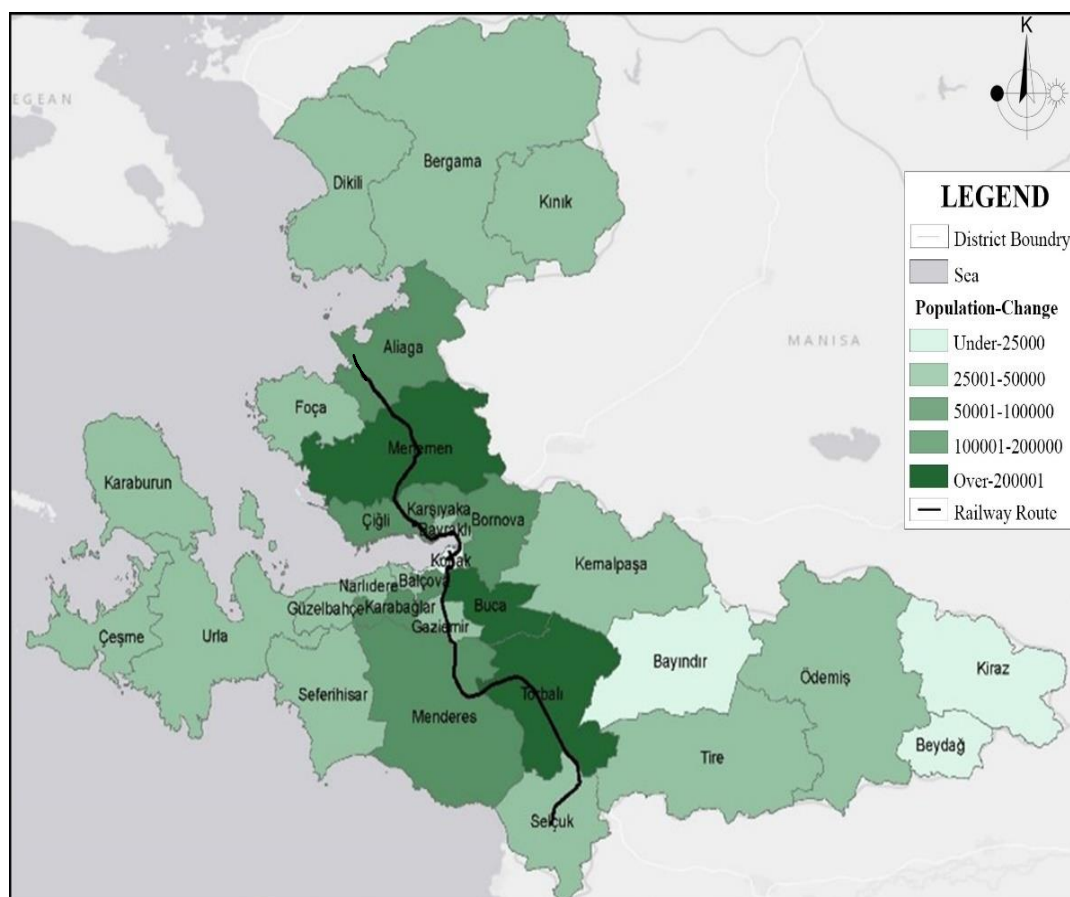 K
EGEAN
Bergama
Dikili
Kınık
LEGEND
District Boundry
Sea
Population-Change
Under-25000
25001-50000
50001-100000
100001-200000
Over-200001
Railway Route
MANISA
Aliaga
Foça
Menemen
Karaburun
Karşıyaka
Çiğli
Bayraklı
Bornova
Konak
Kemalpaşa
Balçova
Narlıdere
Güzelbahçe
Karabağlar
Buca
Gaziemir
Çeşme
Urla
Seferihisar
Menderes
Torbalı
Bayındır
Ödemiş
Kiraz
Beydağ
Tire
Selçuk